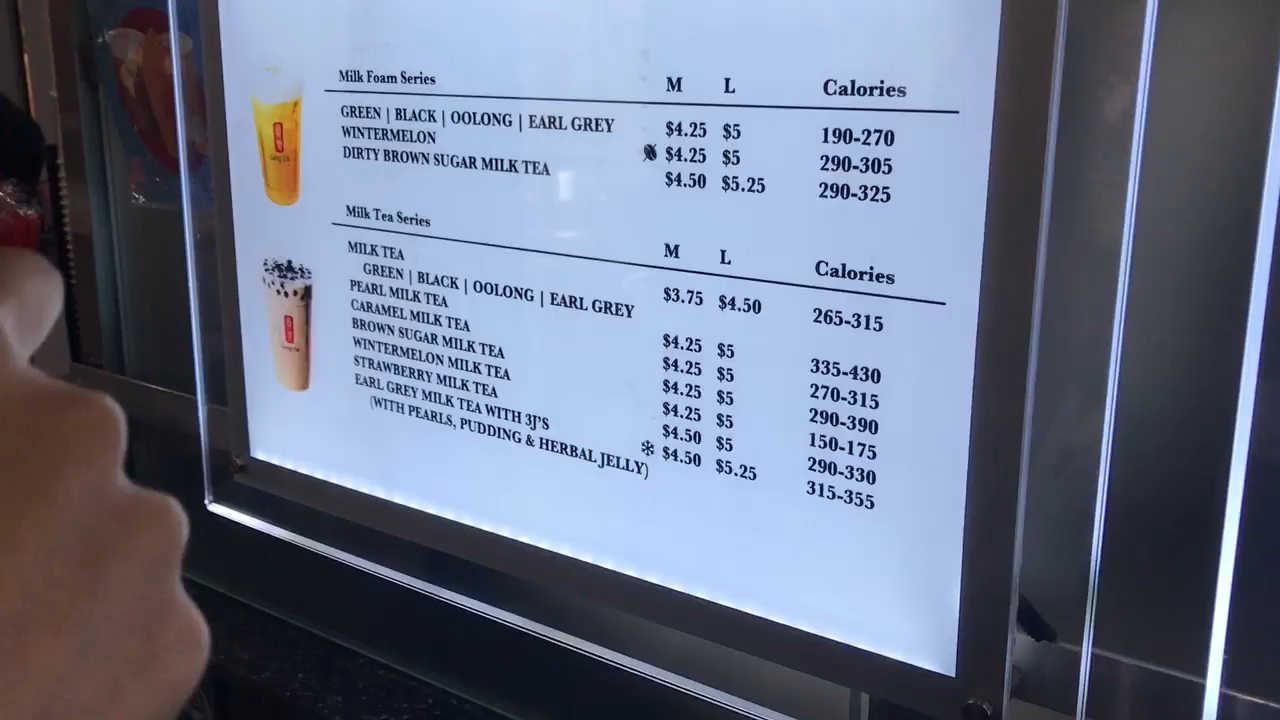 Milk Foam Series M L Calories
GREEN | BLACK | OOLONG | EARL GREY $4.25 $5 190-270
WINTERMELON $4.25 $5 290-305
DIRTY BROWN SUGAR MILK TEA $4.50 $5.25 290-325
Milk Tea Series M L Calories
MILK TEA
GREEN | BLACK | OOLONG | EARL GREY $3.75 $4.50 265-315
PEARL MILK TEA $4.25 $5 335-430
CARAMEL MILK TEA $4.25 $5 270-315
BROWN SUGAR MILK TEA $4.25 $5 290-390
WINTERMELON MILK TEA $4.25 $5 150-175
STRAWBERRY MILK TEA $4.50 $5 290-330
EARL GREY MILK TEA WITH 3J'S $4.50 $5.25 315-355
(WITH PEARLS, PUDDING & HERBAL JELLY)